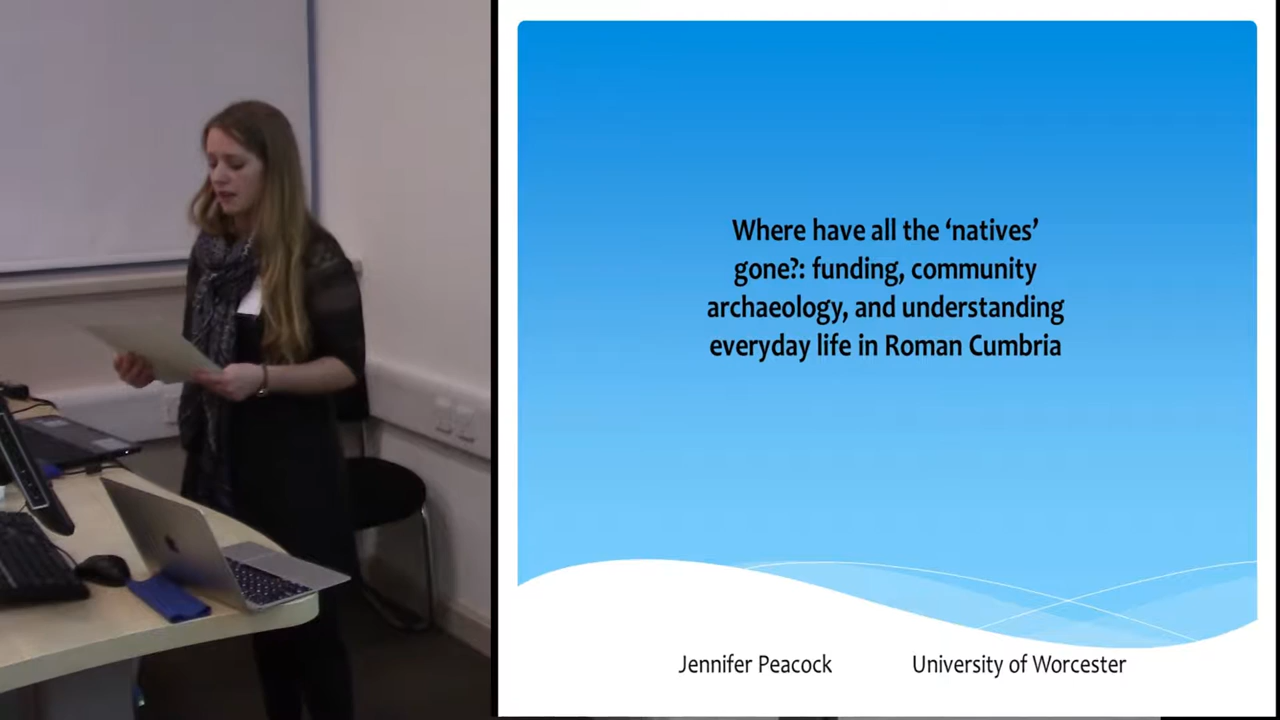 Where have all the ‘natives’
gone?: funding, community
archaeology, and understanding
everyday life in Roman Cumbria
Jennifer Peacock University of Worcester